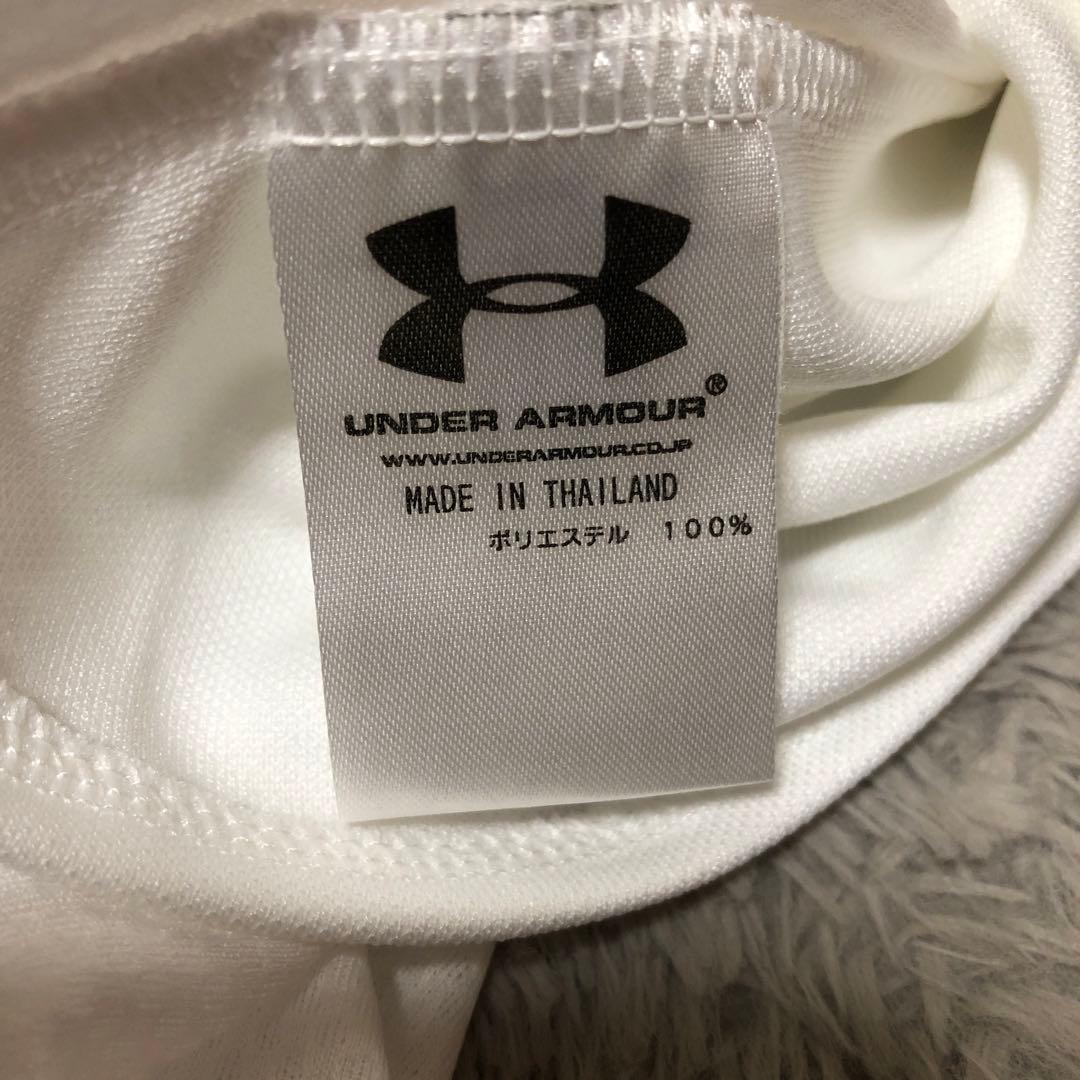 UNDER ARMOUR®
WWW.UNDERARMOUR.CO.JP
MADE IN THAILAND
ポリエステル 100%